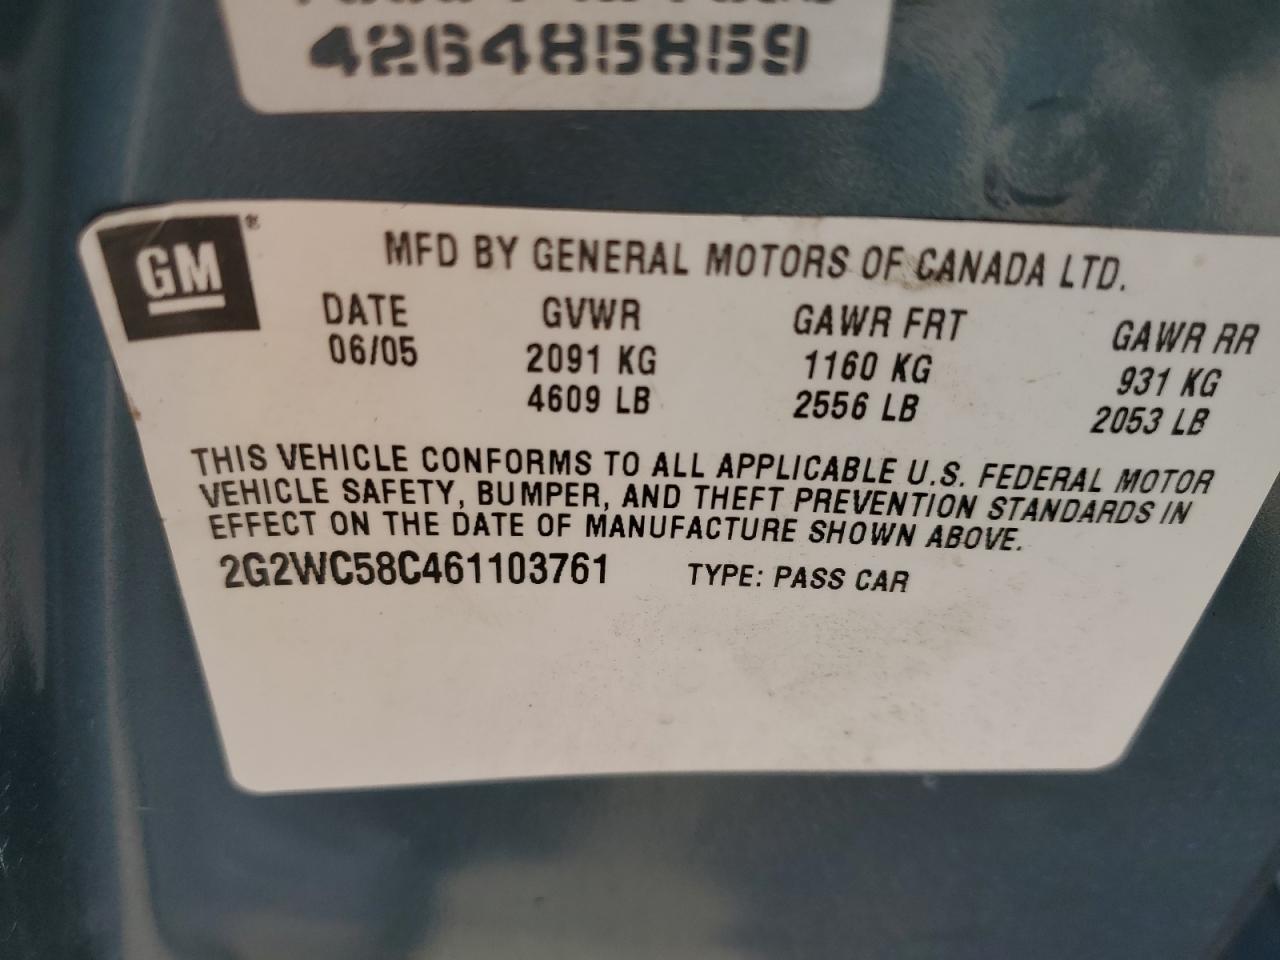 426485859
GM®
MFD BY GENERAL MOTORS OF CANADA LTD.
DATE GVWR GAWR FRT GAWR RR
06/05 2091 KG 1160 KG 931 KG
4609 LB 2556 LB 2053 LB
THIS VEHICLE CONFORMS TO ALL APPLICABLE U.S. FEDERAL MOTOR
VEHICLE SAFETY, BUMPER, AND THEFT PREVENTION STANDARDS IN
EFFECT ON THE DATE OF MANUFACTURE SHOWN ABOVE.
2G2WC58C461103761 TYPE: PASS CAR